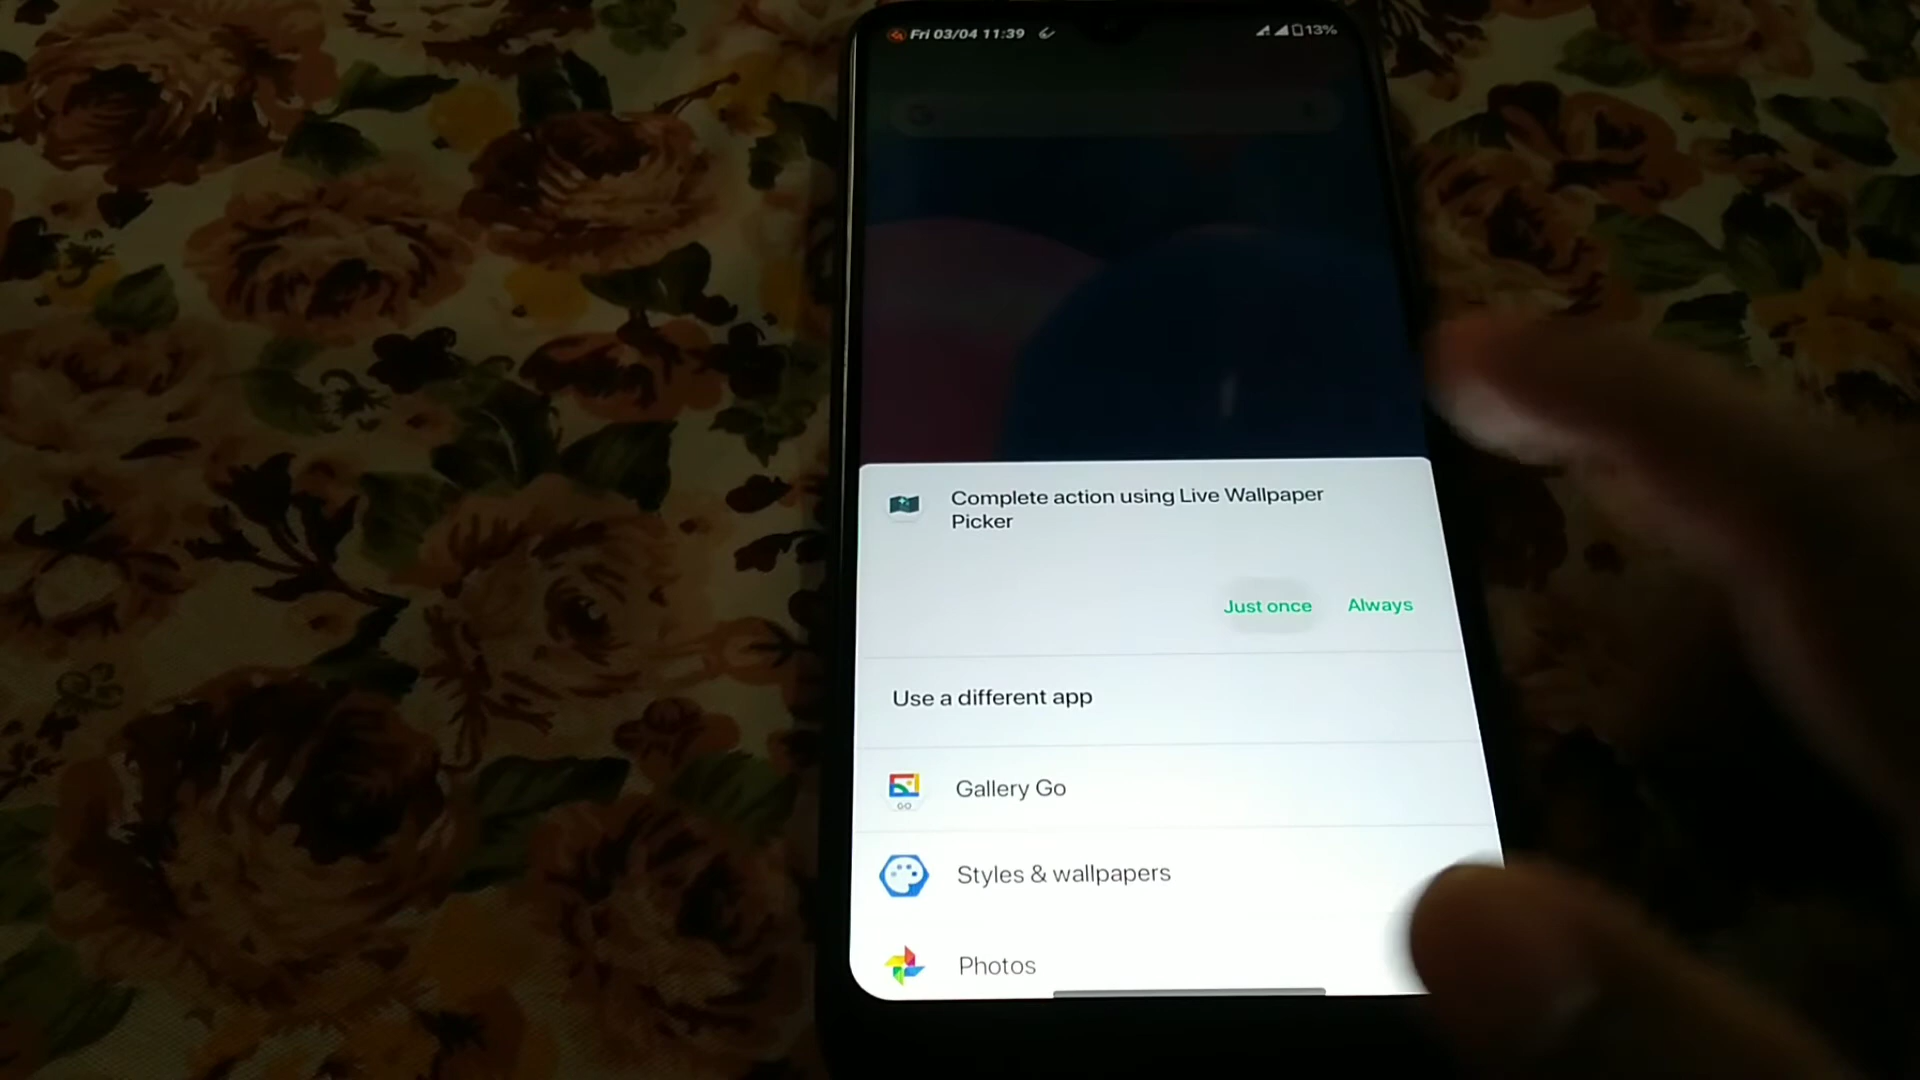 Fri 03/04 11:39
13%
Complete action using Live Wallpaper
Picker
Just once Always
Use a different app
GO
Gallery Go
Styles & wallpapers
Photos